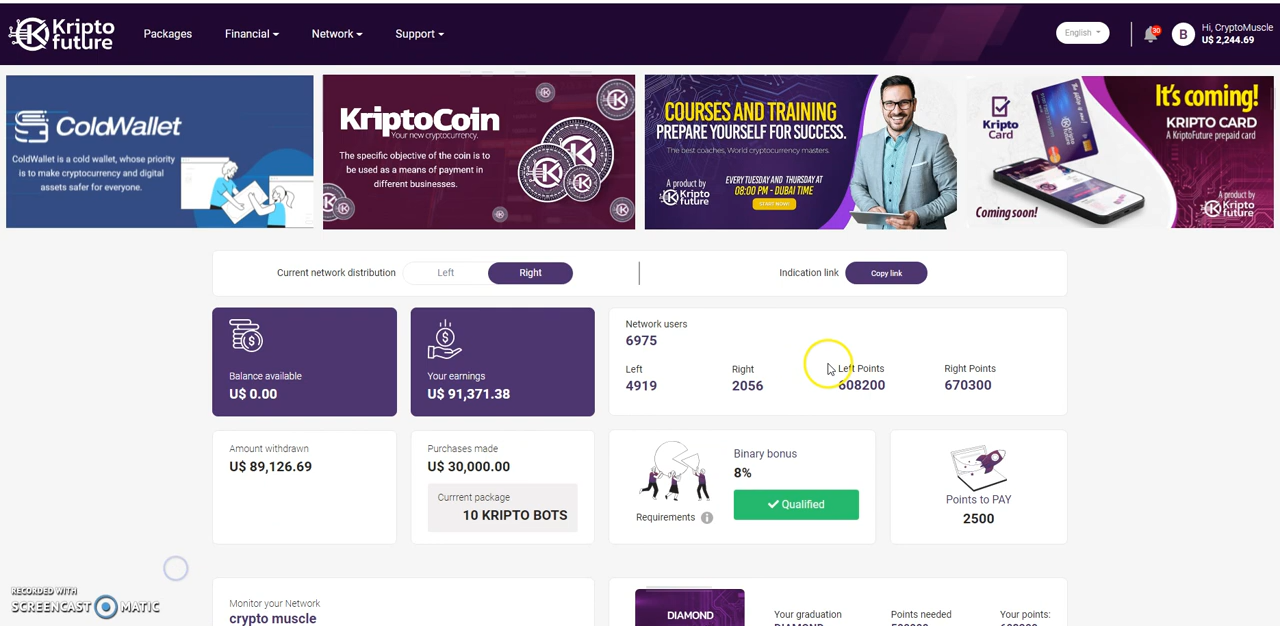 Kripto
future
Packages
Financial
Network
Support
English
30
B
Hi, CryptoMuscle
U$ 2,244.69
ColdWallet
ColdWallet is a cold wallet, whose priority
is to make cryptocurrency and digital
assets safer for everyone.
KriptoCoin
Your new cryptocurrency.
The specific objective of the coin is to
be used as a means of payment in
different businesses.
COURSES AND TRAINING
PREPARE YOURSELF FOR SUCCESS.
The best coaches, World cryptocurrency masters.
A product by
Kripto
future
EVERY TUESDAY AND THURSDAY AT
08:00 PM - DUBAI TIME
START NOW!
Kripto
Card
It's coming!
KRIPTO CARD
A KriptoFuture prepaid card
Coming soon!
A product by
Kripto
future
Current network distribution
Left
Right
Indication link
Copy link
Balance available
U$ 0.00
Your earnings
U$ 91,371.38
Network users
6975
Left
4919
Right
2056
Left Points
608200
Right Points
670300
Amount withdrawn
U$ 89,126.69
Purchases made
U$ 30,000.00
Currrent package
10 KRIPTO BOTS
Requirements
Binary bonus
8%
Qualified
Points to PAY
2500
Monitor your Network
crypto muscle
DIAMOND
Your graduation
Points needed
Your points:
RECORDED WITH
SCREENCAST MATIC